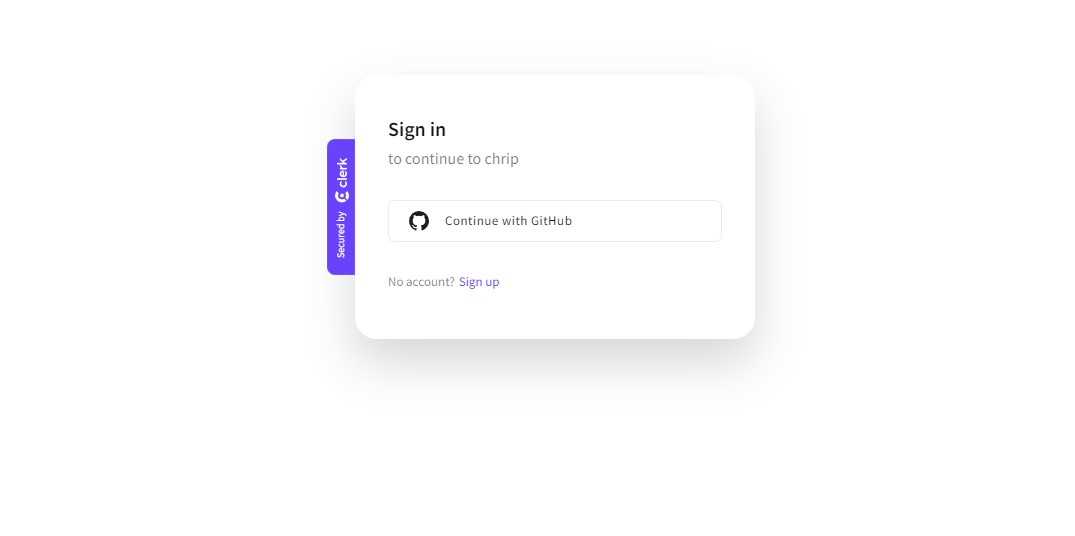 Sign in
to continue to chrip
Continue with GitHub
No account? Sign up
Secured by clerk